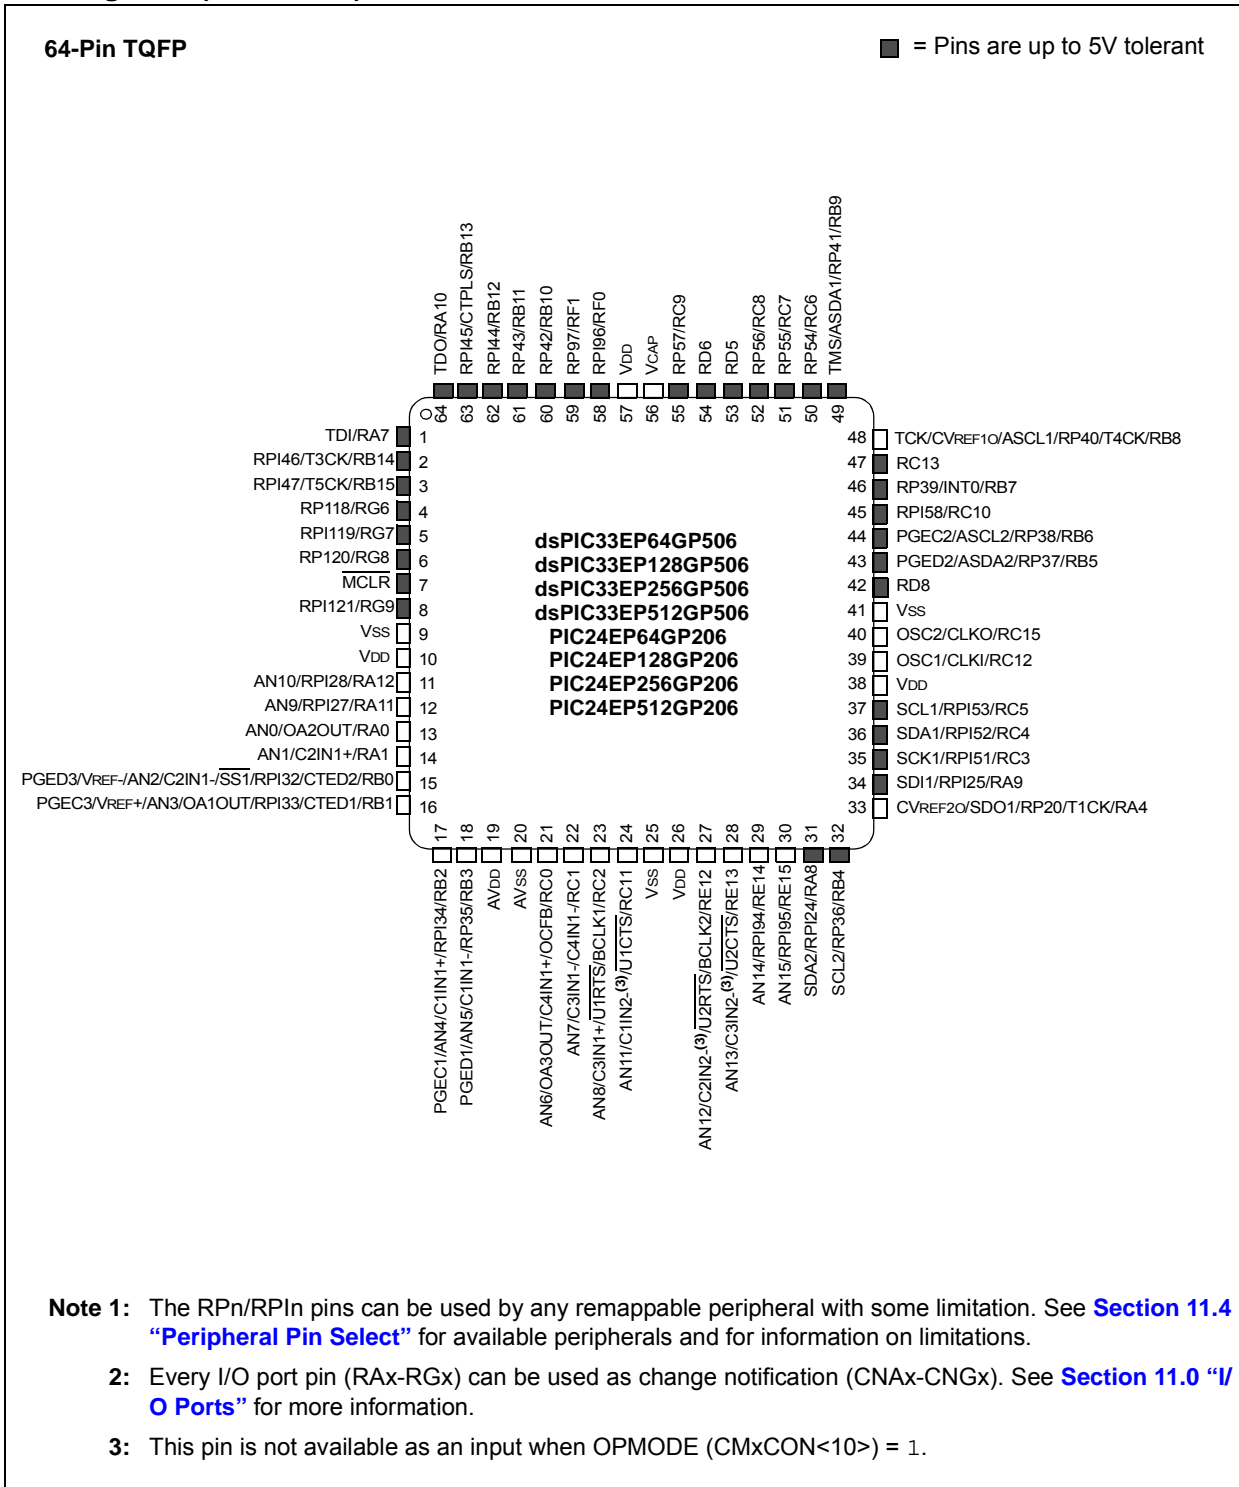 64-Pin TQFP
= Pins are up to 5V tolerant
TDO/RA10
RPI45/CTPLS/RB13
RPI44/RB12
RP43/RB11
RP42/RB10
RP97/RF1
RPI96/RF0
VDD
VCAP
RP57/RC9
RD6
RD5
RP56/RC8
RP55/RC7
RP54/RC6
TMS/ASDA1/RP41/RB9
64 63 62 61 60 59 58 57 56 55 54 53 52 51 50 49
TDI/RA7 1
RPI46/T3CK/RB14 2
RPI47/T5CK/RB15 3
RP118/RG6 4
RPI119/RG7 5
RP120/RG8 6
MCLR 7
RPI121/RG9 8
VSS 9
VDD 10
AN10/RPI28/RA12 11
AN9/RPI27/RA11 12
AN0/OA2OUT/RA0 13
AN1/C2IN1+/RA1 14
PGED3/VREF-/AN2/C2IN1-/SS1/RPI32/CTED2/RB0 15
PGEC3/VREF+/AN3/OA1OUT/RPI33/CTED1/RB1 16
dsPIC33EP64GP506
dsPIC33EP128GP506
dsPIC33EP256GP506
dsPIC33EP512GP506
PIC24EP64GP206
PIC24EP128GP206
PIC24EP256GP206
PIC24EP512GP206
48 TCK/CVREF1O/ASCL1/RP40/T4CK/RB8
47 RC13
46 RP39/INT0/RB7
45 RPI58/RC10
44 PGEC2/ASCL2/RP38/RB6
43 PGED2/ASDA2/RP37/RB5
42 RD8
41 VSS
40 OSC2/CLKO/RC15
39 OSC1/CLKI/RC12
38 VDD
37 SCL1/RPI53/RC5
36 SDA1/RPI52/RC4
35 SCK1/RPI51/RC3
34 SDI1/RPI25/RA9
33 CVREF2O/SDO1/RP20/T1CK/RA4
17 18 19 20 21 22 23 24 25 26 27 28 29 30 31 32
PGEC1/AN4/C1IN1+/RPI34/RB2
PGED1/AN5/C1IN1-/RP35/RB3
AVDD
AVSS
AN6/OA3OUT/C4IN1+/OCFB/RC0
AN7/C3IN1-/C4IN1-/RC1
AN8/C3IN1+/U1RTS/BCLK1/RC2
AN11/C1IN2-(3)/U1CTS/RC11
VSS
VDD
AN12/C2IN2-(3)/U2RTS/BCLK2/RE12
AN13/C3IN2-(3)/U2CTS/RE13
AN14/RPI94/RE14
AN15/RPI95/RE15
SDA2/RPI24/RA8
SCL2/RP36/RB4
Note 1: The RPn/RPIn pins can be used by any remappable peripheral with some limitation. See Section 11.4
"Peripheral Pin Select" for available peripherals and for information on limitations.
2: Every I/O port pin (RAx-RGx) can be used as change notification (CNAx-CNGx). See Section 11.0 "I/
O Ports" for more information.
3: This pin is not available as an input when OPMODE (CMxCON<10>) = 1.